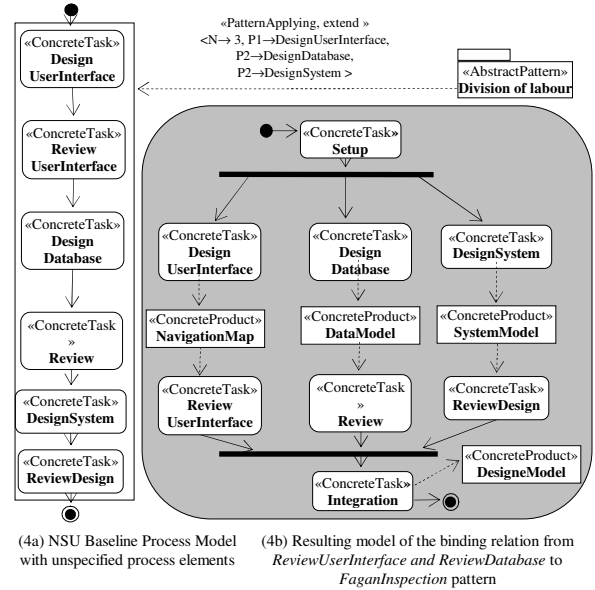 «PatternApplying, extend »
<N→ 3, P1→DesignUserInterface,
P2→DesignDatabase,
P2→DesignSystem >
«AbstractPattern»
Division of labour
«ConcreteTask»
Design
UserInterface
«ConcreteTask»
Review
UserInterface
«ConcreteTask»
Design
Database
«ConcreteTask
»
Review
«ConcreteTask»
DesignSystem
«ConcreteTask»
ReviewDesign
«ConcreteTask»
Setup
«ConcreteTask»
Design
UserInterface
«ConcreteTask»
Design
Database
«ConcreteTask»
DesignSystem
«ConcreteProduct»
NavigationMap
«ConcreteProduct»
DataModel
«ConcreteProduct»
SystemModel
«ConcreteTask»
Review
UserInterface
«ConcreteTask
»
Review
«ConcreteTask»
ReviewDesign
«ConcreteTask»
Integration
«ConcreteProduct»
DesigneModel
(4a) NSU Baseline Process Model
with unspecified process elements
(4b) Resulting model of the binding relation from
ReviewUserInterface and ReviewDatabase to
FaganInspection pattern